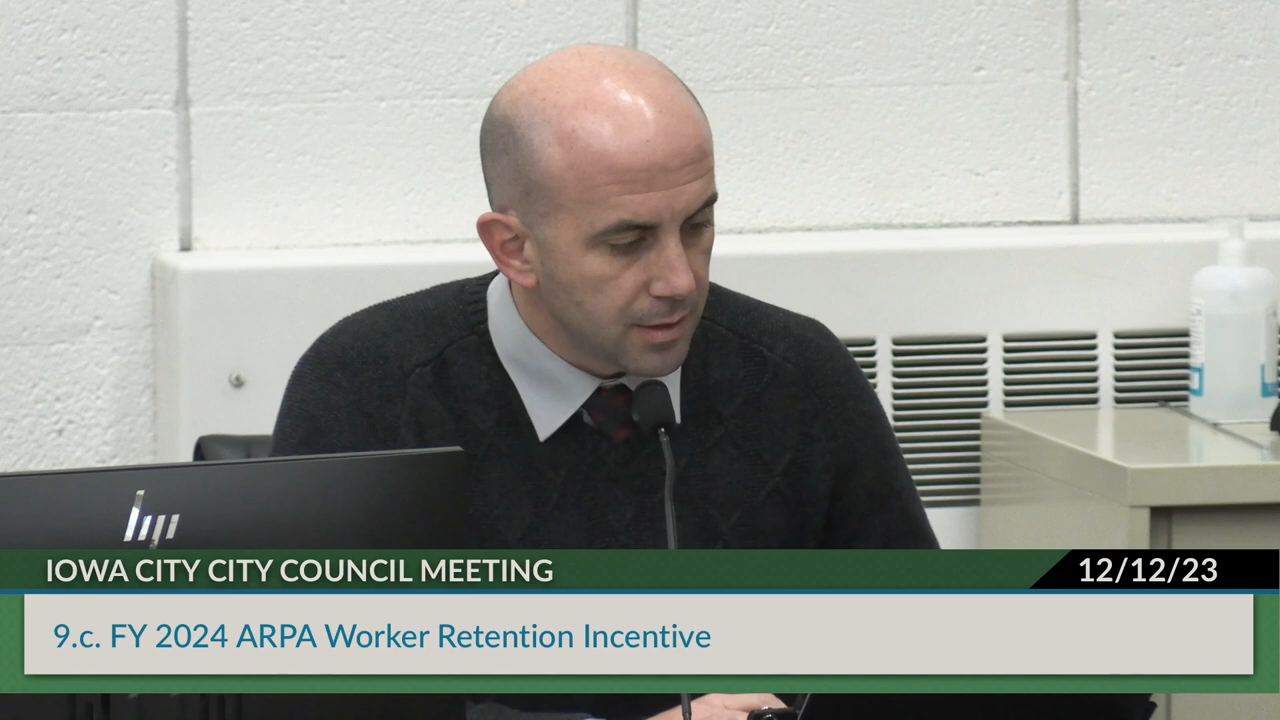 hp
IOWA CITY CITY COUNCIL MEETING
12/12/23
9.c. FY 2024 ARPA Worker Retention Incentive